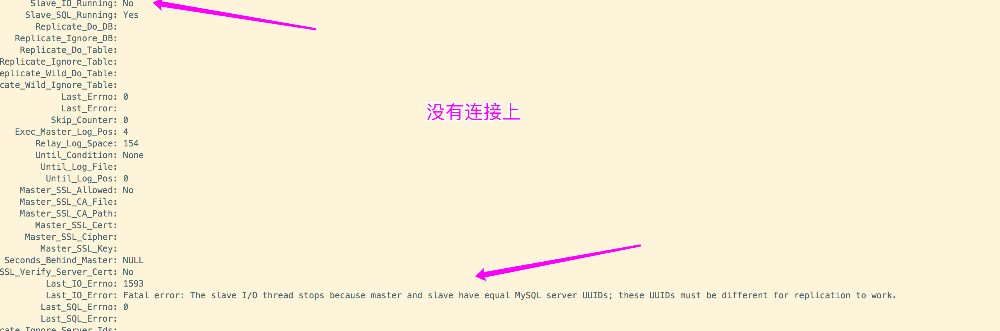 Slave_IO_Running: No
Slave_SQL_Running: Yes
Replicate_Do_DB:
Replicate_Ignore_DB:
Replicate_Do_Table:
Replicate_Ignore_Table:
eplicate_Wild_Do_Table:
cate_Wild_Ignore_Table:
Last_Errno: 0
Last_Error:
没有连接上
Skip_Counter: 0
Exec_Master_Log_Pos: 4
Relay_Log_Space: 154
Until_Condition: None
Until_Log_File:
Until_Log_Pos: 0
Master_SSL_Allowed: No
Master_SSL_CA_File:
Master_SSL_CA_Path:
Master_SSL_Cert:
Master_SSL_Cipher:
Master_SSL_Key:
Seconds_Behind_Master: NULL
SSL_Verify_Server_Cert: No
Last_IO_Errno: 1593
Last_IO_Error: Fatal error: The slave I/O thread stops because master and slave have equal MySQL server UUIDs; these UUIDs must be different for replication to work.
Last_SQL_Errno: 0
Last_SQL_Error:
cate_Ignore_Server_Ids: